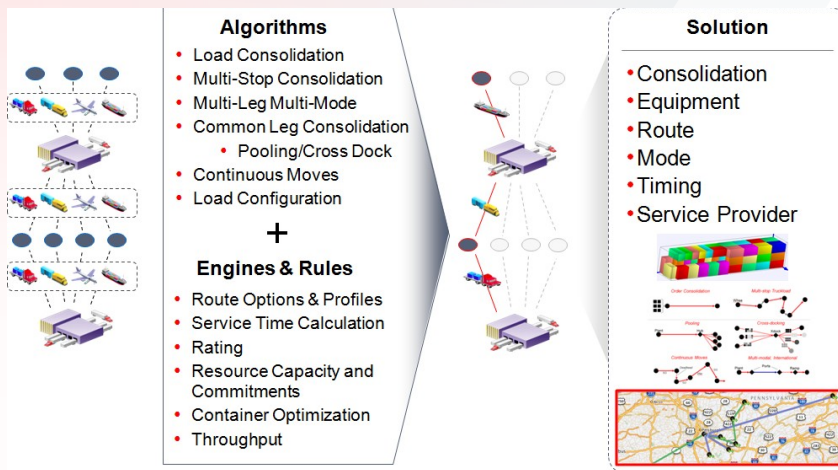 Algorithms
Load Consolidation
Multi-Stop Consolidation
Multi-Leg Multi-Mode
Common Leg Consolidation
Pooling/Cross Dock
Continuous Moves
Load Configuration
+
Engines & Rules
Route Options & Profiles
Service Time Calculation
Rating
Resource Capacity and
Commitments
Container Optimization
Throughput
Solution
Consolidation
Equipment
Route
Mode
Timing
Service Provider
Order Consolidation
Multi-stop Truckload
Pooling
Cross-docking
Continuous Moves
Multi-modal, International
PENNSYLVANIA